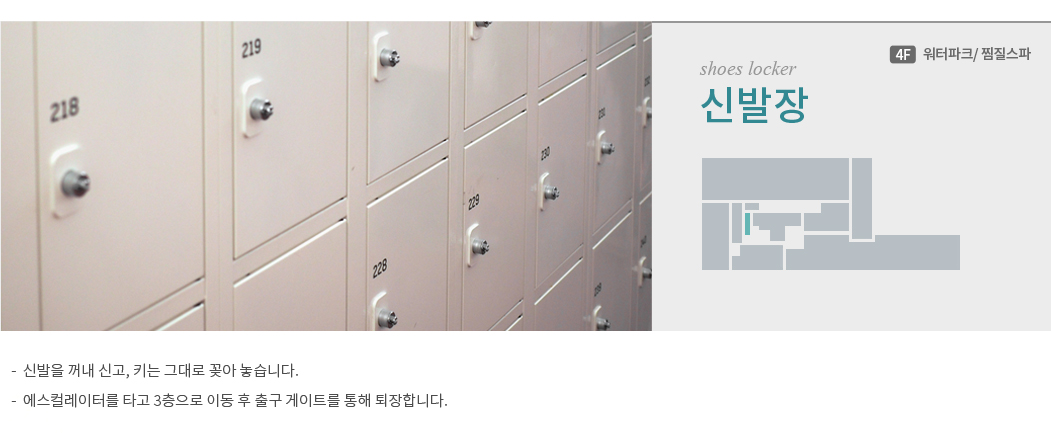 218
219
228
229
230
shoes locker
신발장
4F 워터파크/ 찜질스파
- 신발을 꺼내 신고, 키는 그대로 꽂아 놓습니다.
- 에스컬레이터를 타고 3층으로 이동 후 출구 게이트를 통해 퇴장합니다.